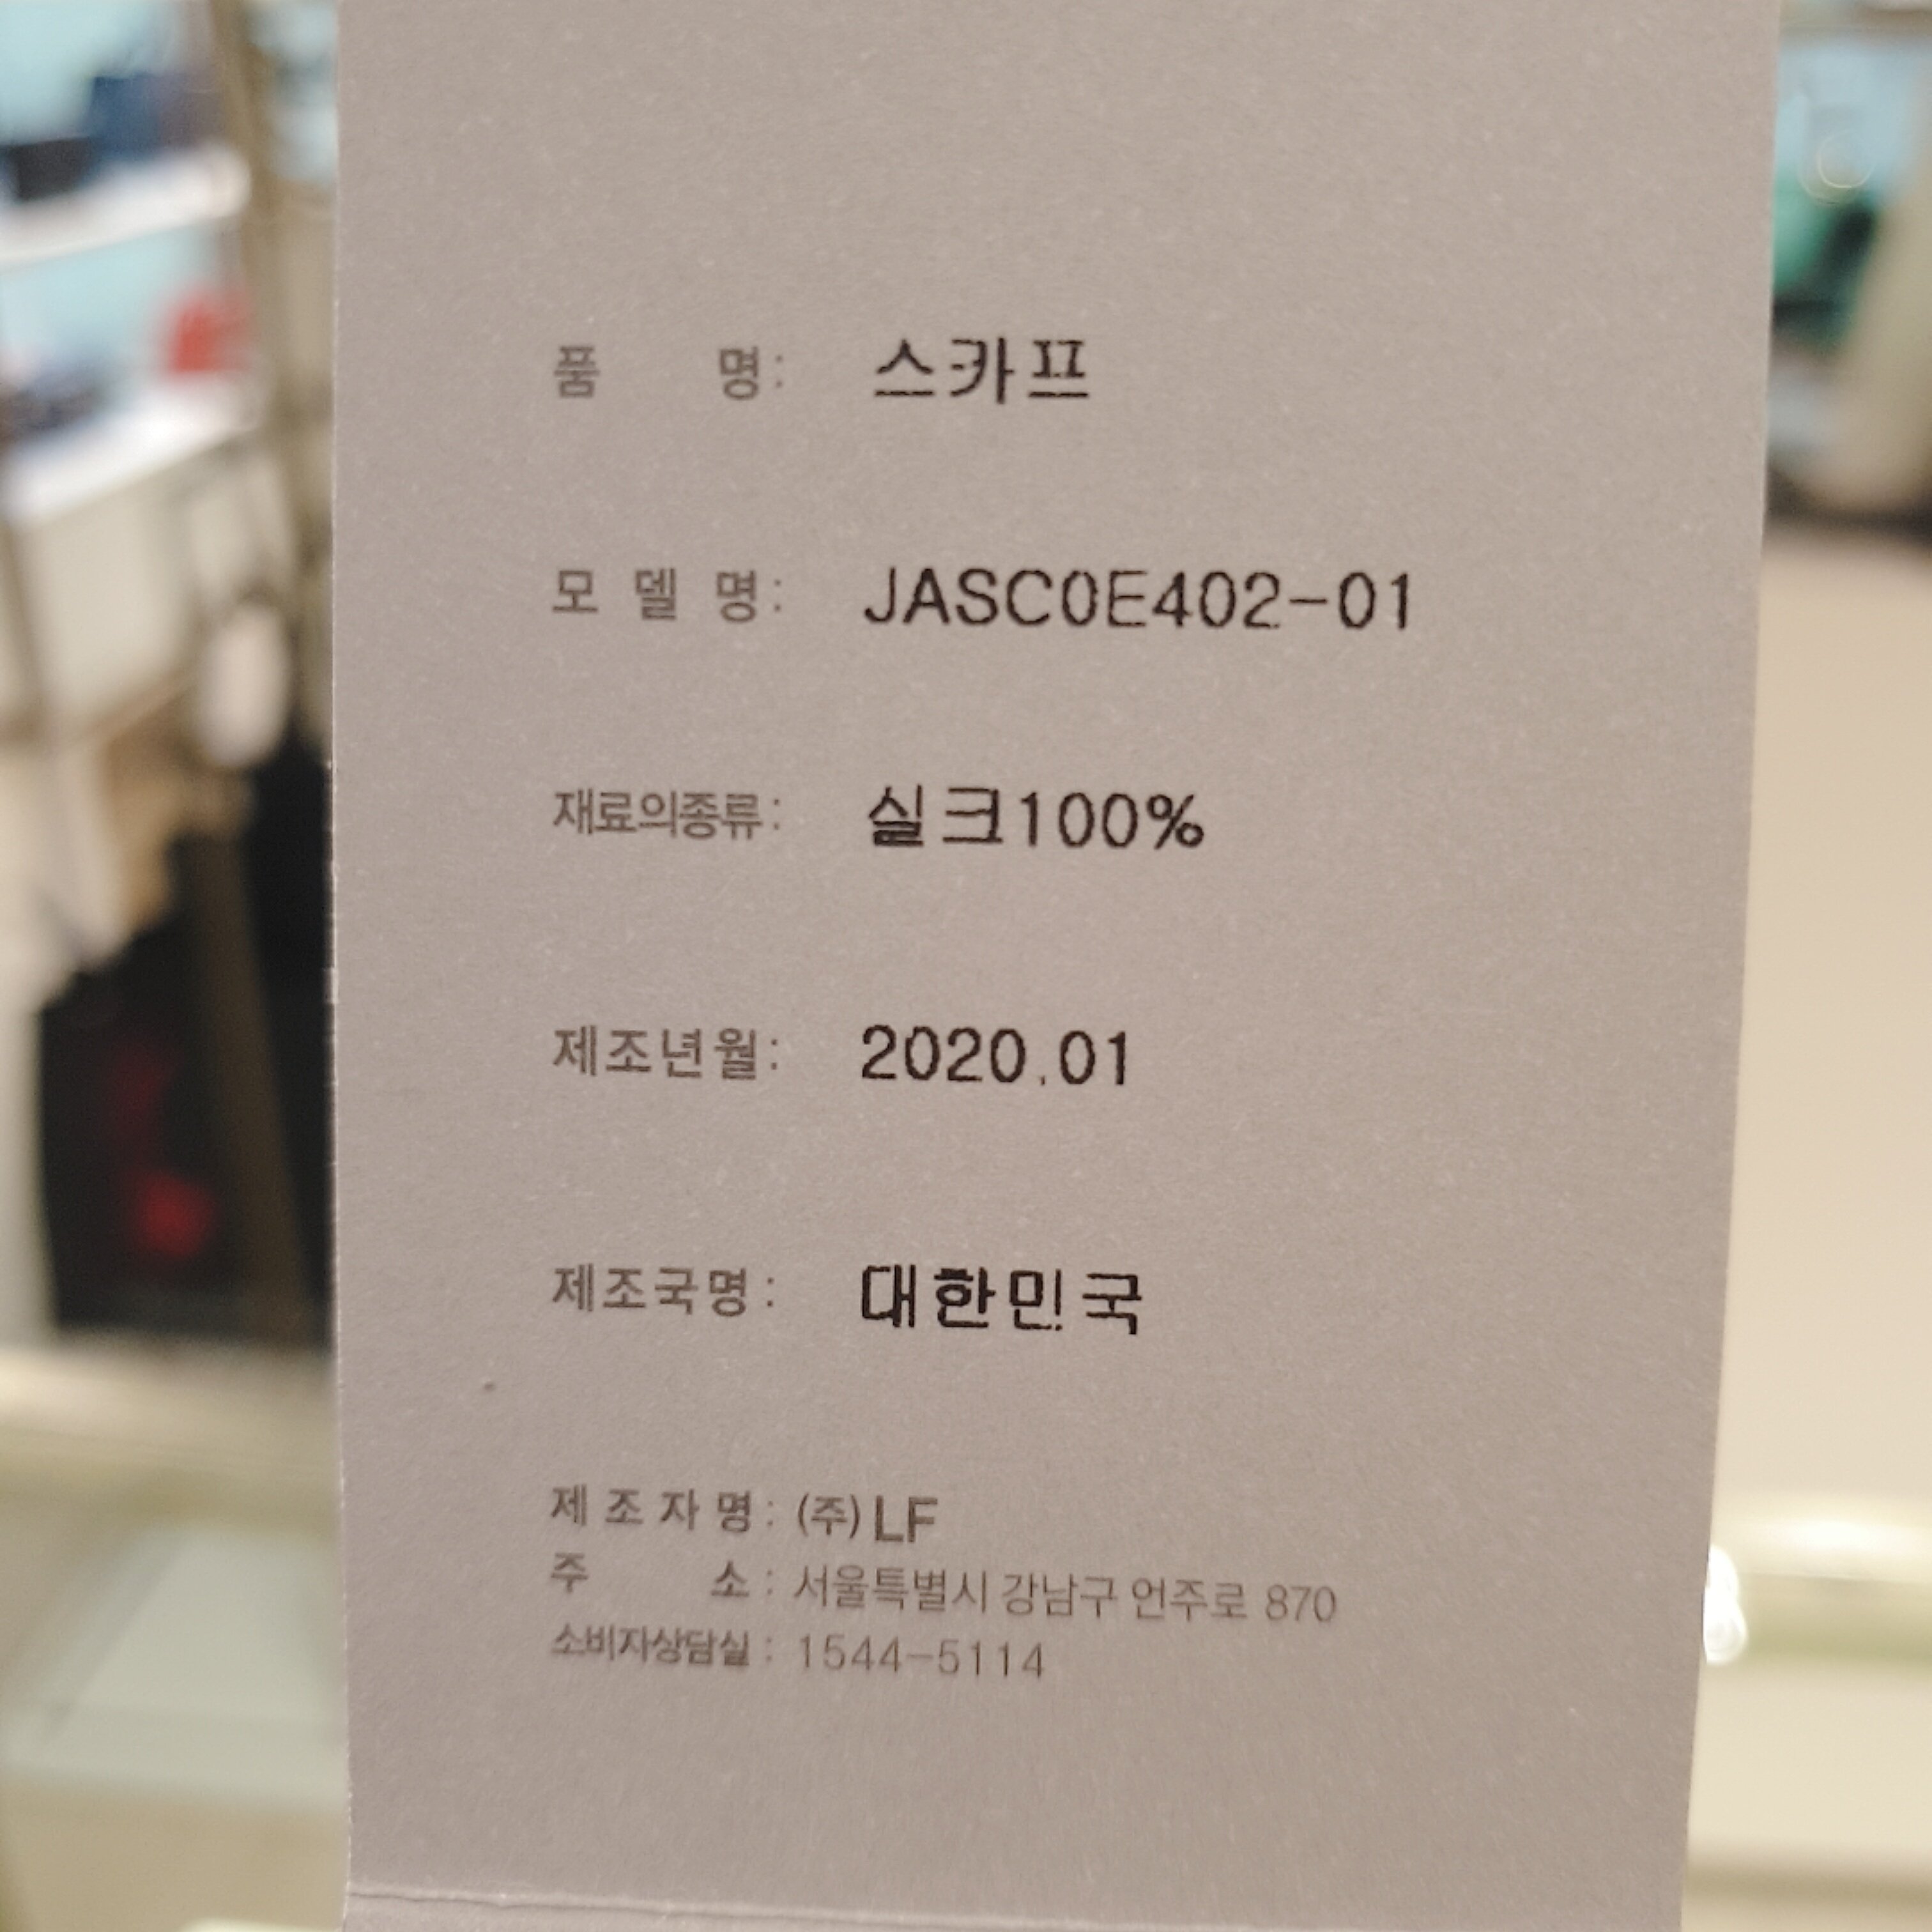 품 명: 스카프
모 델 명: JASC0E402-01
재료의종류: 실크100%
제조년월: 2020.01
제조국명: 대한민국
제 조 자 명: (주)LF
주 소: 서울특별시 강남구 언주로 870
소비자상담실: 1544-5114